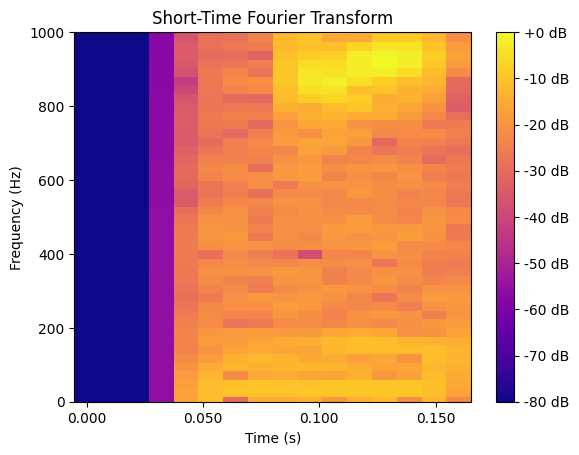 Short-Time Fourier Transform
Frequency (Hz)
1000
800
600
400
200
0
0.000
0.050
0.100
0.150
Time (s)
+0 dB
-10 dB
-20 dB
-30 dB
-40 dB
-50 dB
-60 dB
-70 dB
-80 dB